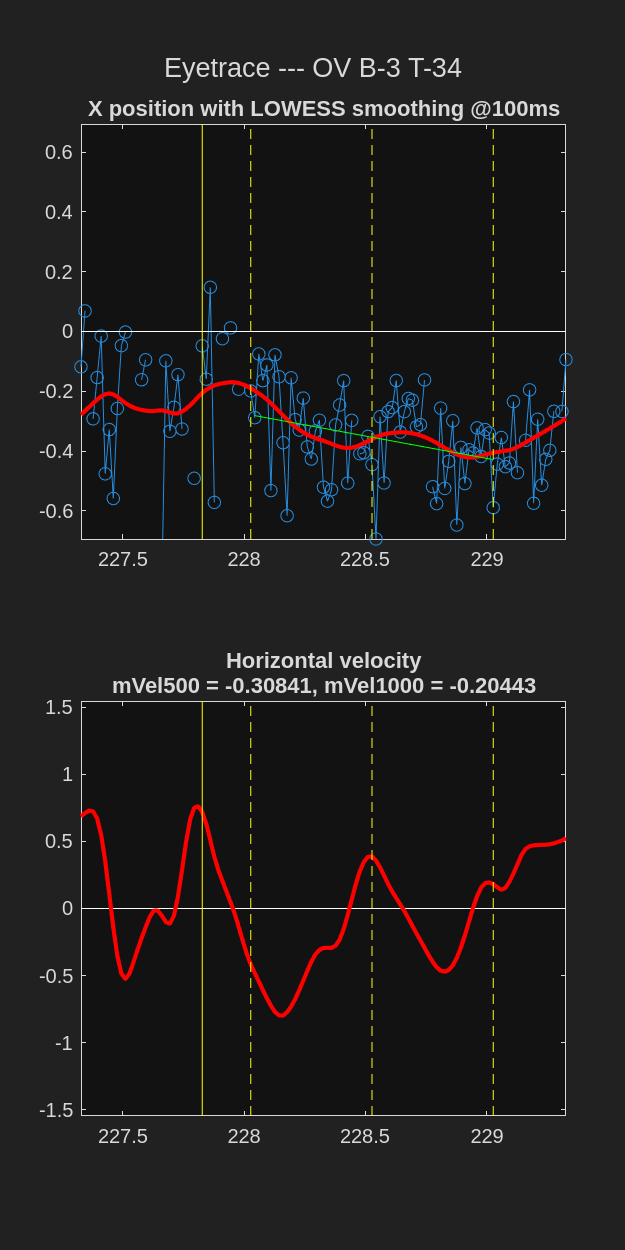 Eyetrace --- OV B-3 T-34
X position with LOWESS smoothing @100ms
0.6
0.4
0.2
0
-0.2
-0.4
-0.6
227.5 228 228.5 229
Horizontal velocity
mVel500 = -0.30841, mVel1000 = -0.20443
1.5
1
0.5
0
-0.5
-1
-1.5
227.5 228 228.5 229